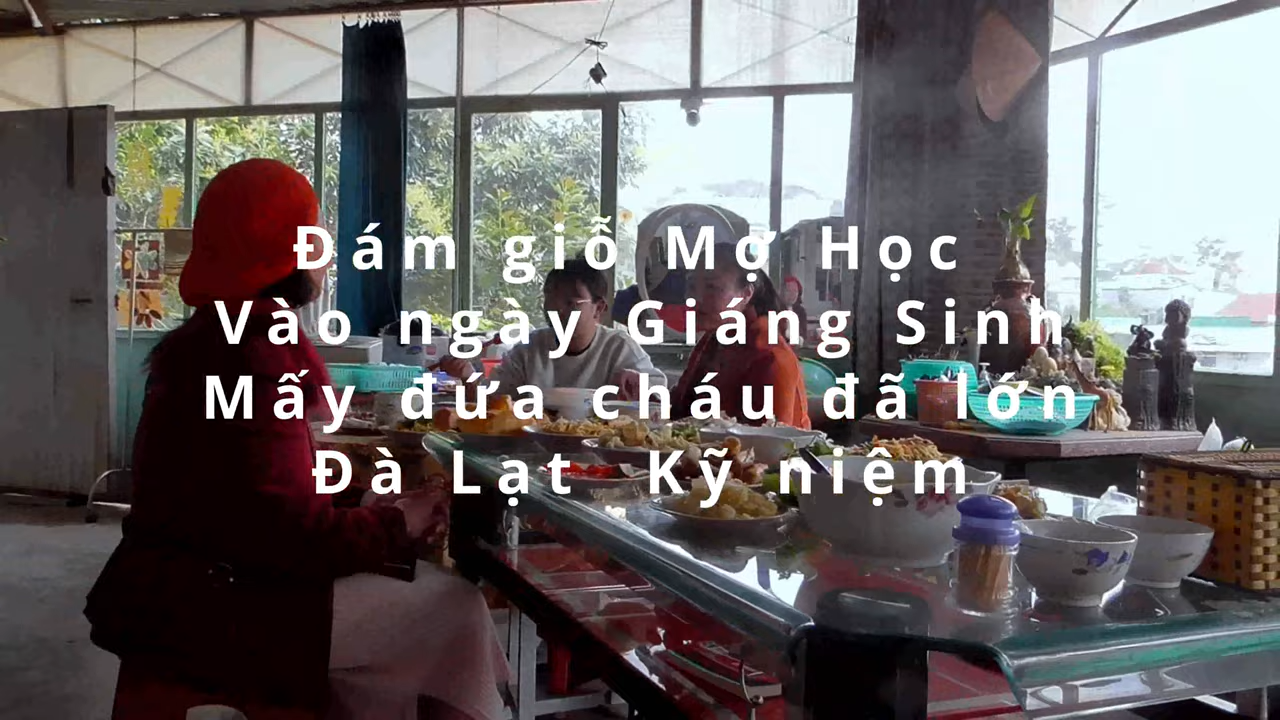 Đám giỗ Mợ Học
Vào ngày Giáng Sinh
Mấy đứa cháu đã lớn
Đà Lạt Kỹ niệm